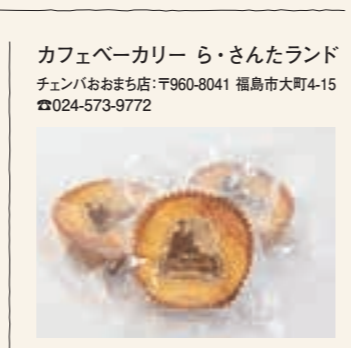 カフェベーカリー ら・さんたランド
チェンバおおまち店：〒960-8041 福島市大町4-15
☎024-573-9772